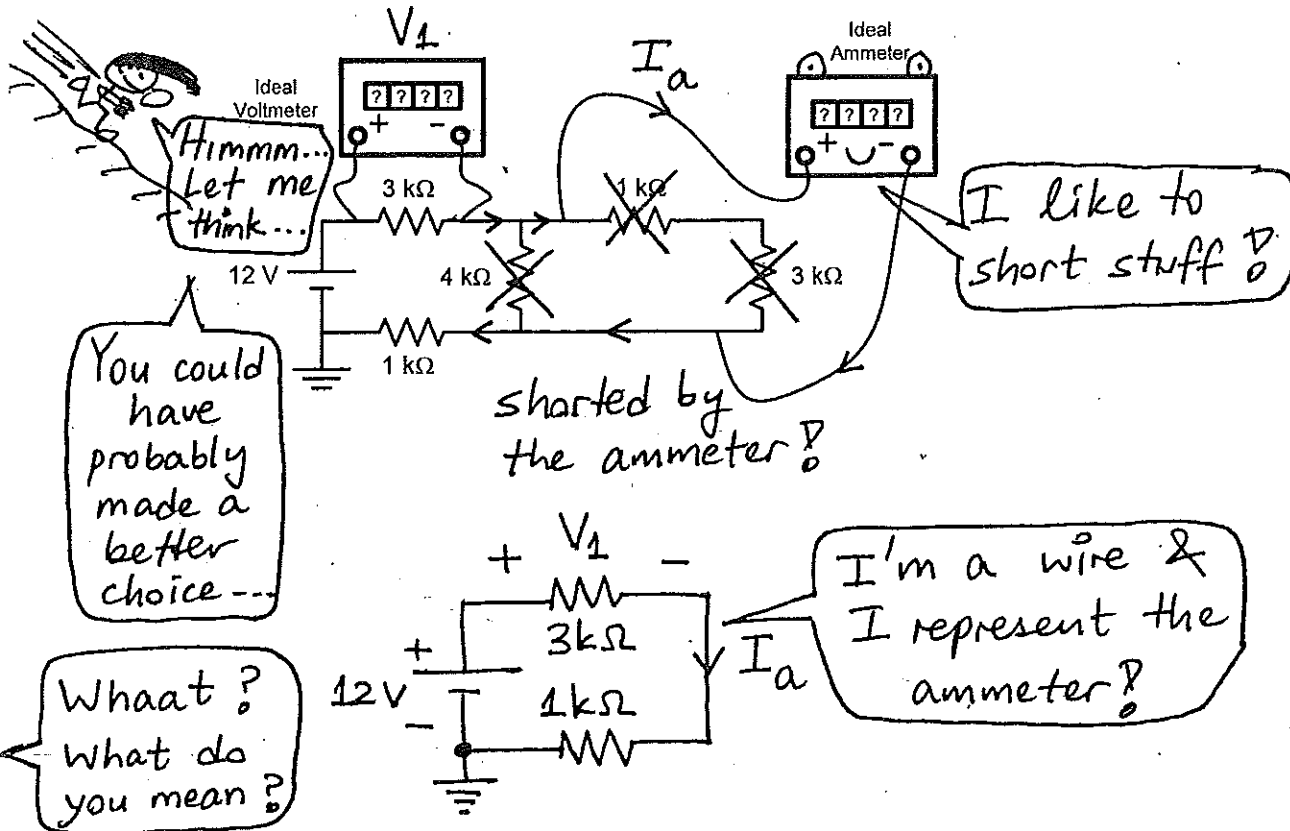 V1
Ideal
Voltmeter
? ? ? ?
+ -
Ia
Ideal
Ammeter
? ? ? ?
+ -
Himmm...
Let me
think...
3 kΩ
1 kΩ
I like to
short stuff!
12 V
4 kΩ
3 kΩ
1 kΩ
You could
have
probably
made a
better
choice ---
shorted by
the ammeter!
+ V1 -
3kΩ
+
12V
-
Ia
1kΩ
I'm a wire &
I represent the
ammeter!
Whaat?
What do
you mean?